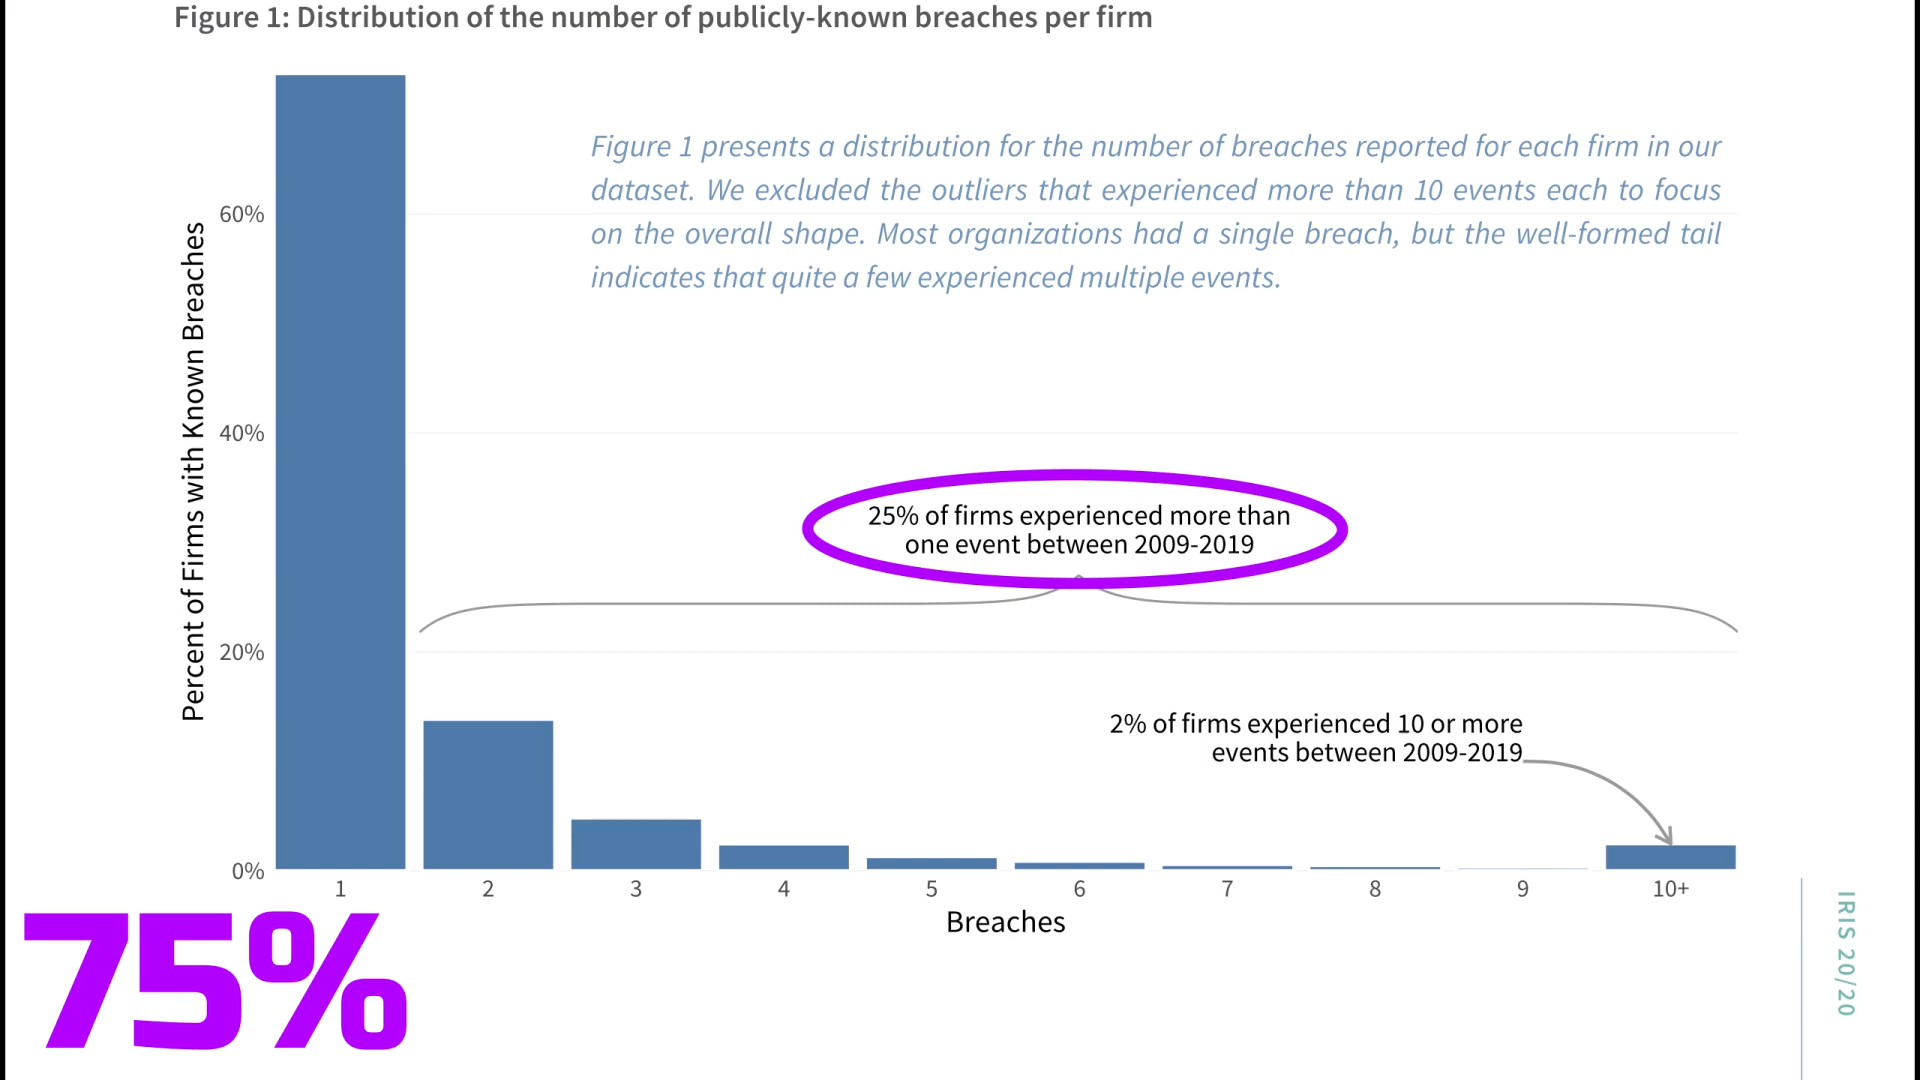 Figure 1: Distribution of the number of publicly-known breaches per firm
Figure 1 presents a distribution for the number of breaches reported for each firm in our
dataset. We excluded the outliers that experienced more than 10 events each to focus
on the overall shape. Most organizations had a single breach, but the well-formed tail
indicates that quite a few experienced multiple events.
Percent of Firms with Known Breaches
60%
40%
20%
0%
25% of firms experienced more than
one event between 2009-2019
2% of firms experienced 10 or more
events between 2009-2019
1 2 3 4 5 6 7 8 9 10+
Breaches
75%
IRIS 20/20